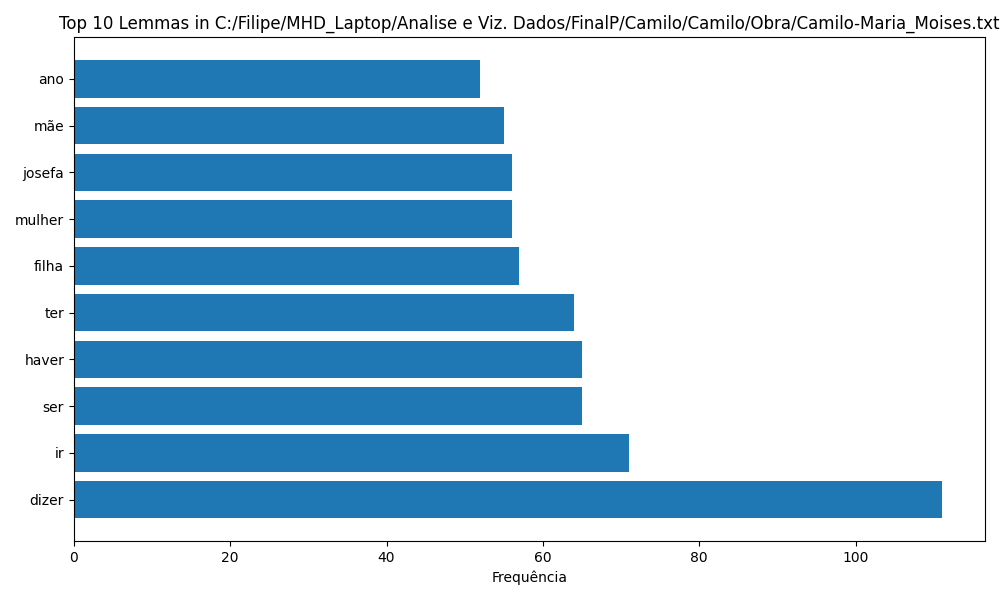 Top 10 Lemmas in C:/Filipe/MHD_Laptop/Analise e Viz. Dados/FinalP/Camilo/Camilo/Obra/Camilo-Maria_Moises.txt
ano
mãe
josefa
mulher
filha
ter
haver
ser
ir
dizer
0 20 40 60 80 100
Frequência